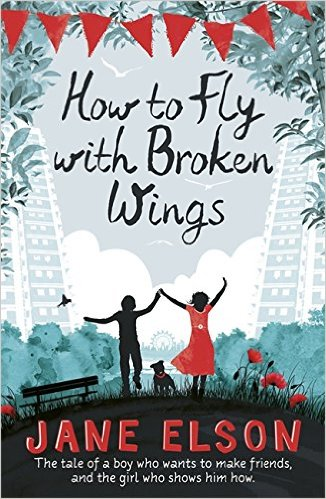 How to Fly
with Broken
Wings
JANE ELSON
The tale of a boy who wants to make friends,
and the girl who shows him how.